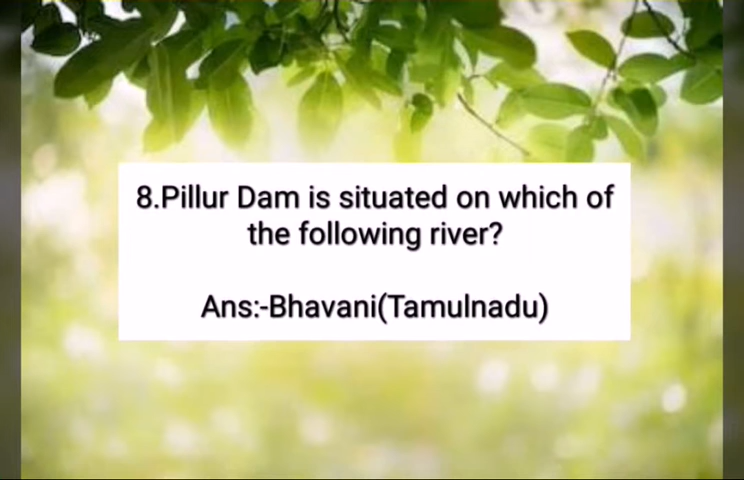 8.Pillur Dam is situated on which of
the following river?
Ans:-Bhavani(Tamulnadu)